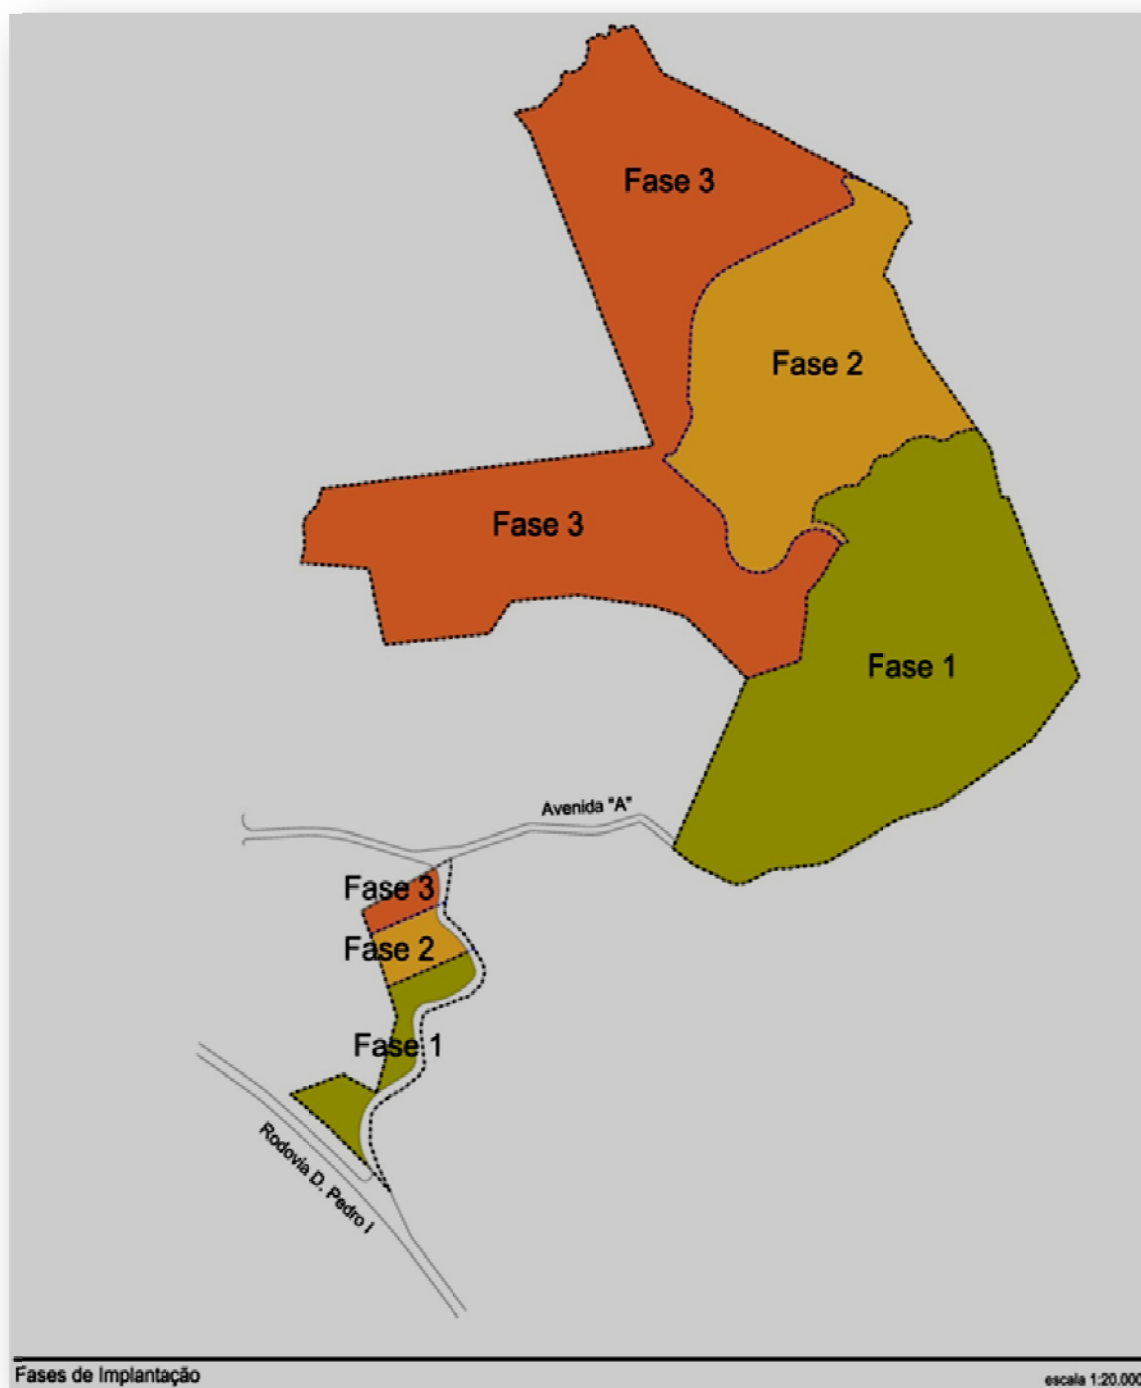 Fase 3
Fase 2
Fase 3
Fase 1
Avenida "A"
Fase 3
Fase 2
Fase 1
Rodovia D. Pedro I
Fases de Implantação
escala 1:20.000